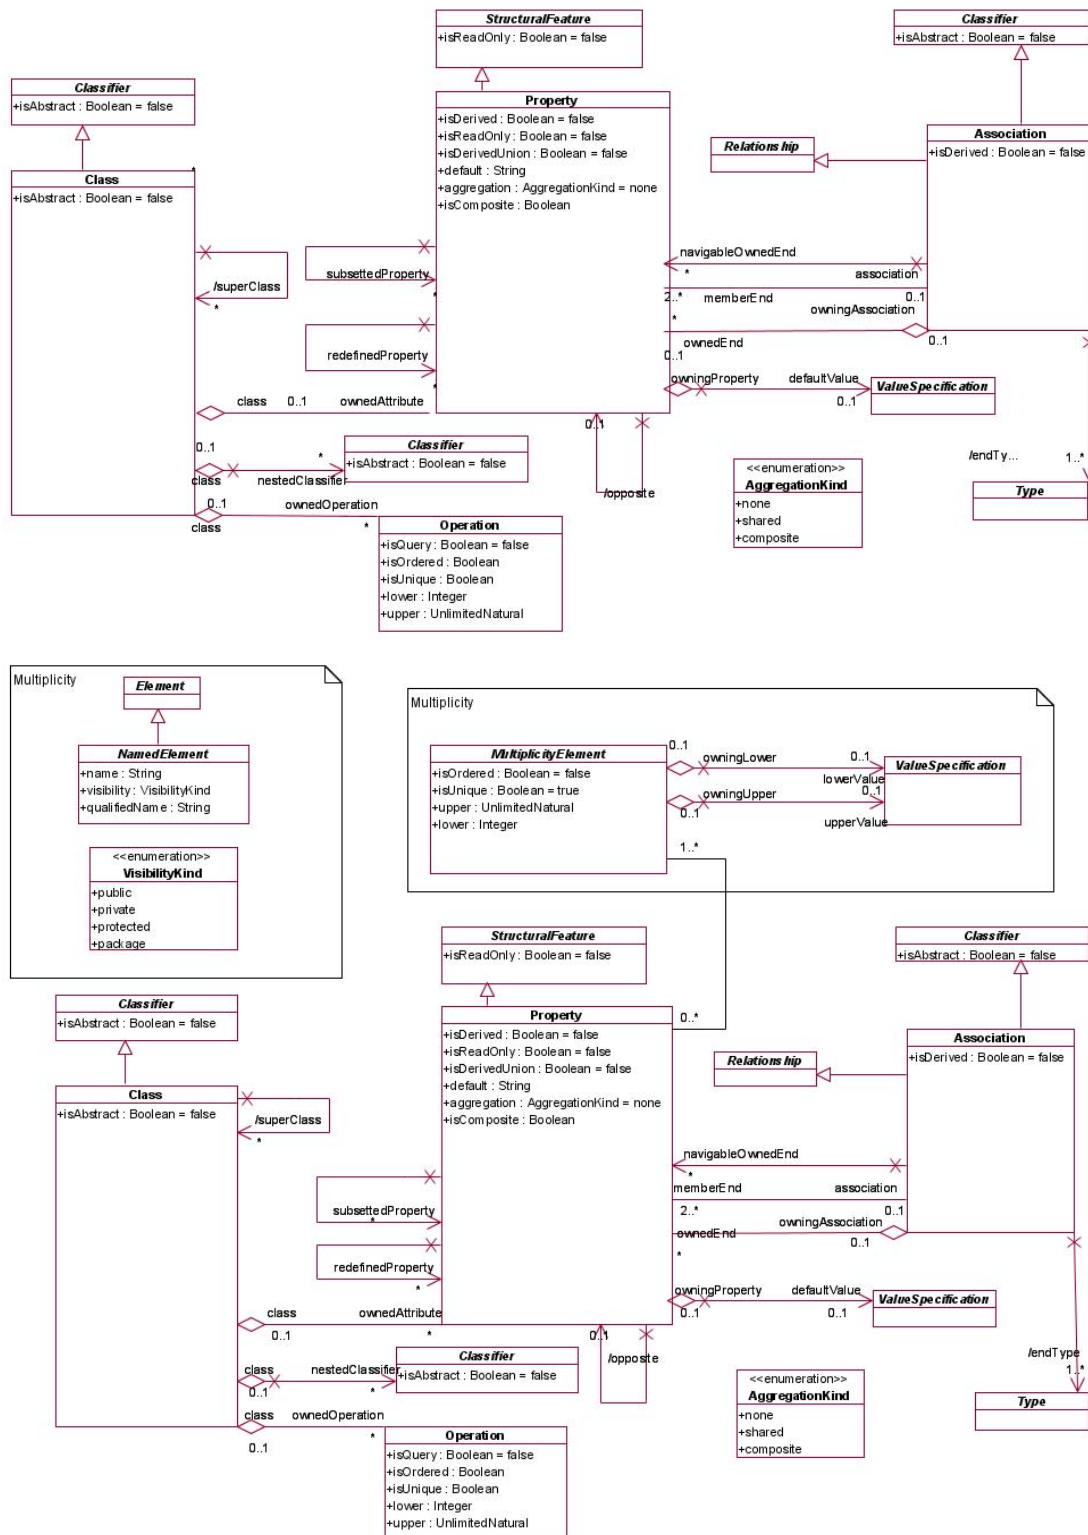 StructuralFeature
+isReadOnly : Boolean = false
Classifier
+isAbstract : Boolean = false
Classifier
+isAbstract : Boolean = false
Property
+isDerived : Boolean = false
+isReadOnly : Boolean = false
+isDerivedUnion : Boolean = false
+default : String
+aggregation : AggregationKind = none
+isComposite : Boolean
Association
+isDerived : Boolean = false
Relationship
Class
+isAbstract : Boolean = false
*
/superClass
*
subsettedProperty
*
redefinedProperty
*
navigableOwnedEnd
*
association
2..*
memberEnd
0..1
owningAssociation
*
ownedEnd
0..1
0..1
owningProperty
defaultValue
0..1
ValueSpecification
class
0..1
ownedAttribute
0..1
/opposite
0..1
class
nestedClassifier
*
Classifier
+isAbstract : Boolean = false
0..1
class
ownedOperation
*
Operation
+isQuery : Boolean = false
+isOrdered : Boolean
+isUnique : Boolean
+lower : Integer
+upper : UnlimitedNatural
<<enumeration>>
AggregationKind
+none
+shared
+composite
/endTy...
1..*
Type
Multiplicity
Element
NamedElement
+name : String
+visibility : VisibilityKind
+qualifiedName : String
<<enumeration>>
VisibilityKind
+public
+private
+protected
+package
Multiplicity
MultiplicityElement
+isOrdered : Boolean = false
+isUnique : Boolean = true
+upper : UnlimitedNatural
+lower : Integer
0..1
owningLower
0..1
lowerValue
ValueSpecification
owningUpper
0..1
0..1
upperValue
1..*
StructuralFeature
+isReadOnly : Boolean = false
Classifier
+isAbstract : Boolean = false
Classifier
+isAbstract : Boolean = false
Property
+isDerived : Boolean = false
+isReadOnly : Boolean = false
+isDerivedUnion : Boolean = false
+default : String
+aggregation : AggregationKind = none
+isComposite : Boolean
0..*
Association
+isDerived : Boolean = false
Relationship
Class
+isAbstract : Boolean = false
/superClass
*
subsettedProperty
*
redefinedProperty
*
navigableOwnedEnd
*
memberEnd
association
2..*
0..1
ownedEnd
owningAssociation
*
0..1
owningProperty
defaultValue
0..1
0..1
ValueSpecification
class
ownedAttribute
0..1
*
0..1
/opposite
class
nestedClassifier
0..1
*
Classifier
+isAbstract : Boolean = false
class
ownedOperation
0..1
*
Operation
+isQuery : Boolean = false
+isOrdered : Boolean
+isUnique : Boolean
+lower : Integer
+upper : UnlimitedNatural
<<enumeration>>
AggregationKind
+none
+shared
+composite
/endType
1..*
Type